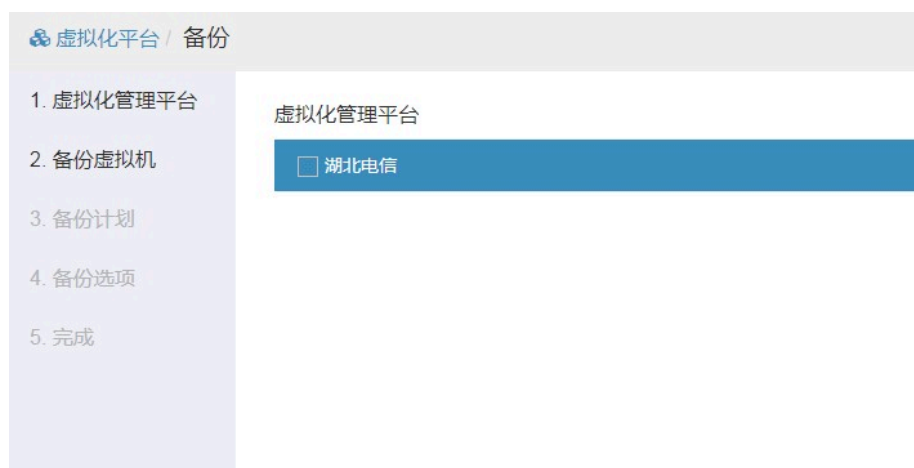 虚拟化平台 / 备份
1. 虚拟化管理平台
2. 备份虚拟机
3. 备份计划
4. 备份选项
5. 完成
虚拟化管理平台
湖北电信